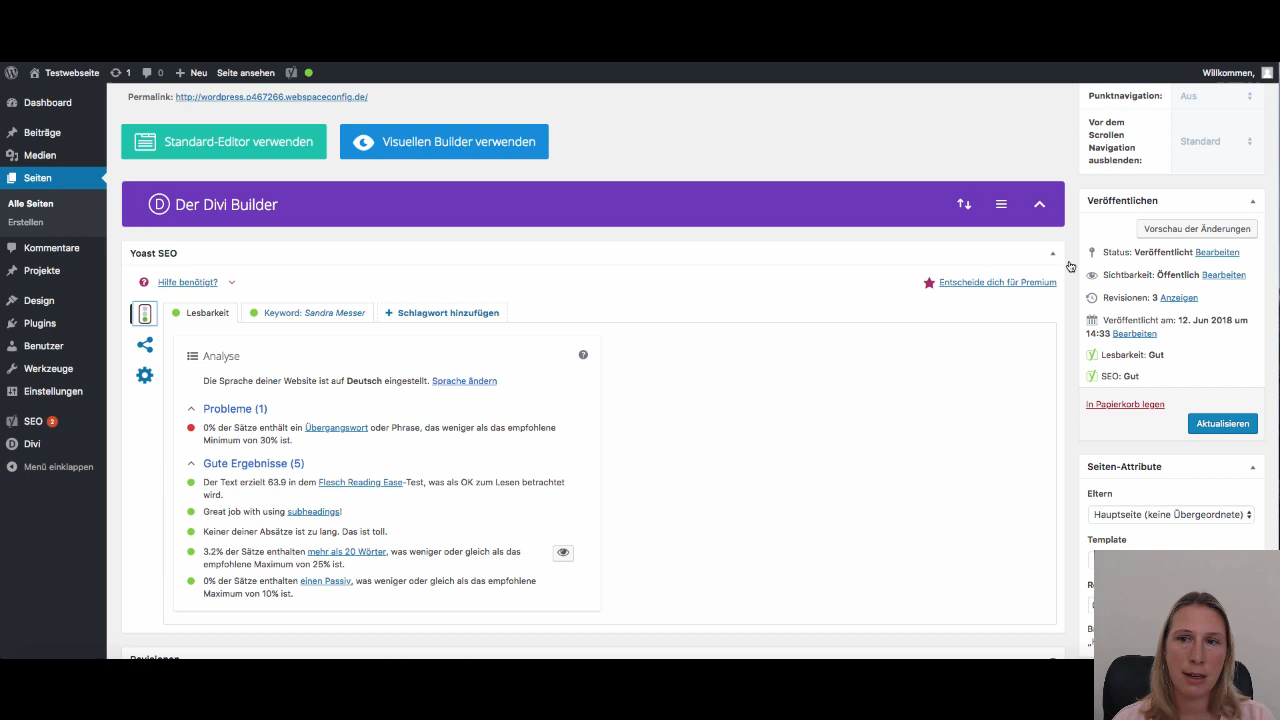 Testwebseite
1
0
Neu
Seite ansehen
Willkommen,
Dashboard
Beiträge
Medien
Seiten
Alle Seiten
Erstellen
Kommentare
Projekte
Design
Plugins
Benutzer
Werkzeuge
Einstellungen
SEO 2
Divi
Menü einklappen
Permalink: http://wordpress.p467266.webspaceconfig.de/
Standard-Editor verwenden
Visuellen Builder verwenden
D Der Divi Builder
Yoast SEO
? Hilfe benötigt?
Entscheide dich für Premium
Lesbarkeit
Keyword: Sandra Messer
+ Schlagwort hinzufügen
Analyse
?
Die Sprache deiner Website ist auf Deutsch eingestellt. Sprache ändern
Probleme (1)
0% der Sätze enthält ein Übergangswort oder Phrase, das weniger als das empfohlene
Minimum von 30% ist.
Gute Ergebnisse (5)
Der Text erzielt 63.9 in dem Flesch Reading Ease-Test, was als OK zum Lesen betrachtet
wird.
Great job with using subheadings!
Keiner deiner Absätze ist zu lang. Das ist toll.
3.2% der Sätze enthalten mehr als 20 Wörter, was weniger oder gleich als das
empfohlene Maximum von 25% ist.
0% der Sätze enthalten einen Passiv, was weniger oder gleich als das empfohlene
Maximum von 10% ist.
Punktnavigation:
Aus
Vor dem
Scrollen
Navigation
ausblenden:
Standard
Veröffentlichen
Vorschau der Änderungen
Status: Veröffentlicht Bearbeiten
Sichtbarkeit: Öffentlich Bearbeiten
Revisionen: 3 Anzeigen
Veröffentlicht am: 12. Jun 2018 um
14:33 Bearbeiten
Lesbarkeit: Gut
SEO: Gut
In Papierkorb legen
Aktualisieren
Seiten-Attribute
Eltern
Hauptseite (keine Übergeordnete)
Template